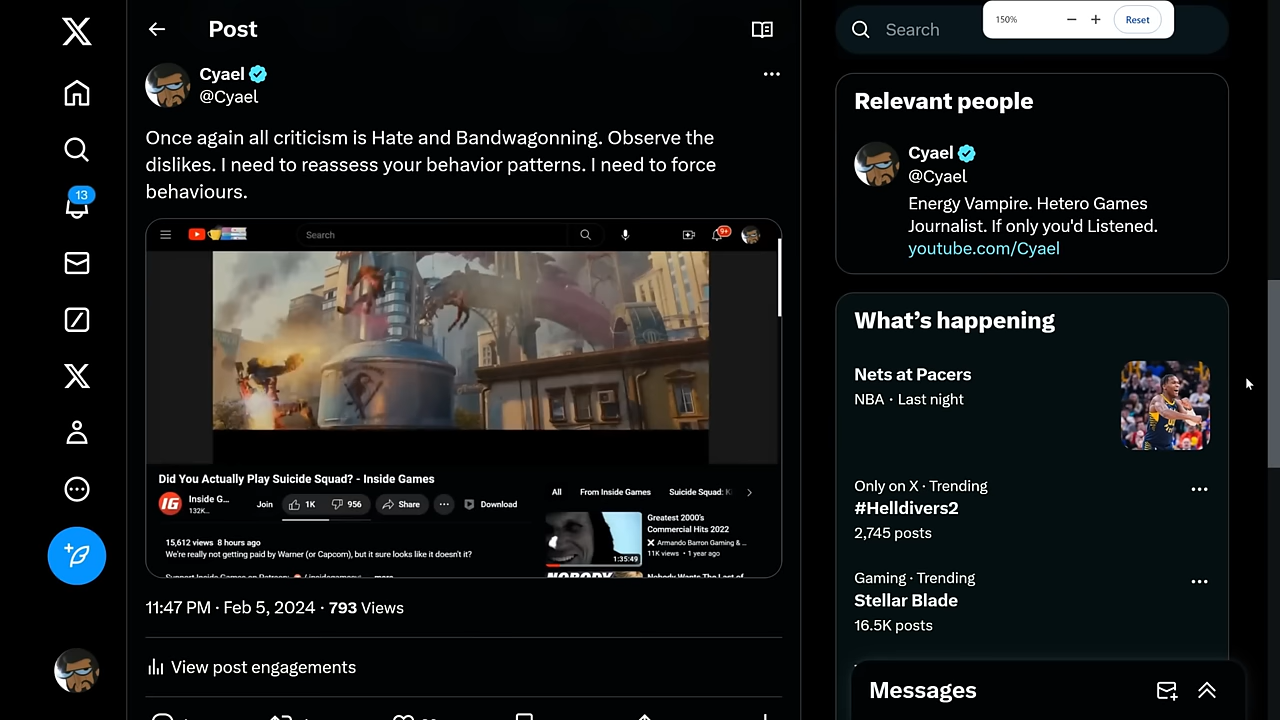 Post
Cyael
@Cyael
Once again all criticism is Hate and Bandwagonning. Observe the
dislikes. I need to reassess your behavior patterns. I need to force
behaviours.
Search
9+
Did You Actually Play Suicide Squad? - Inside Games
IG
Inside G...
132K...
Join
1K
956
Share
Download
15,612 views 8 hours ago
We're really not getting paid by Warner (or Capcom), but it sure looks like it doesn't it?
All
From Inside Games
Suicide Squad:
Greatest 2000's
Commercial Hits 2022
Armando Barron Gaming & ...
11K views • 1 year ago
1:35:49
11:47 PM · Feb 5, 2024 · 793 Views
View post engagements
13
Search
150%
Reset
Relevant people
Cyael
@Cyael
Energy Vampire. Hetero Games
Journalist. If only you'd Listened.
youtube.com/Cyael
What's happening
Nets at Pacers
NBA · Last night
Only on X · Trending
#Helldivers2
2,745 posts
Gaming · Trending
Stellar Blade
16.5K posts
Messages